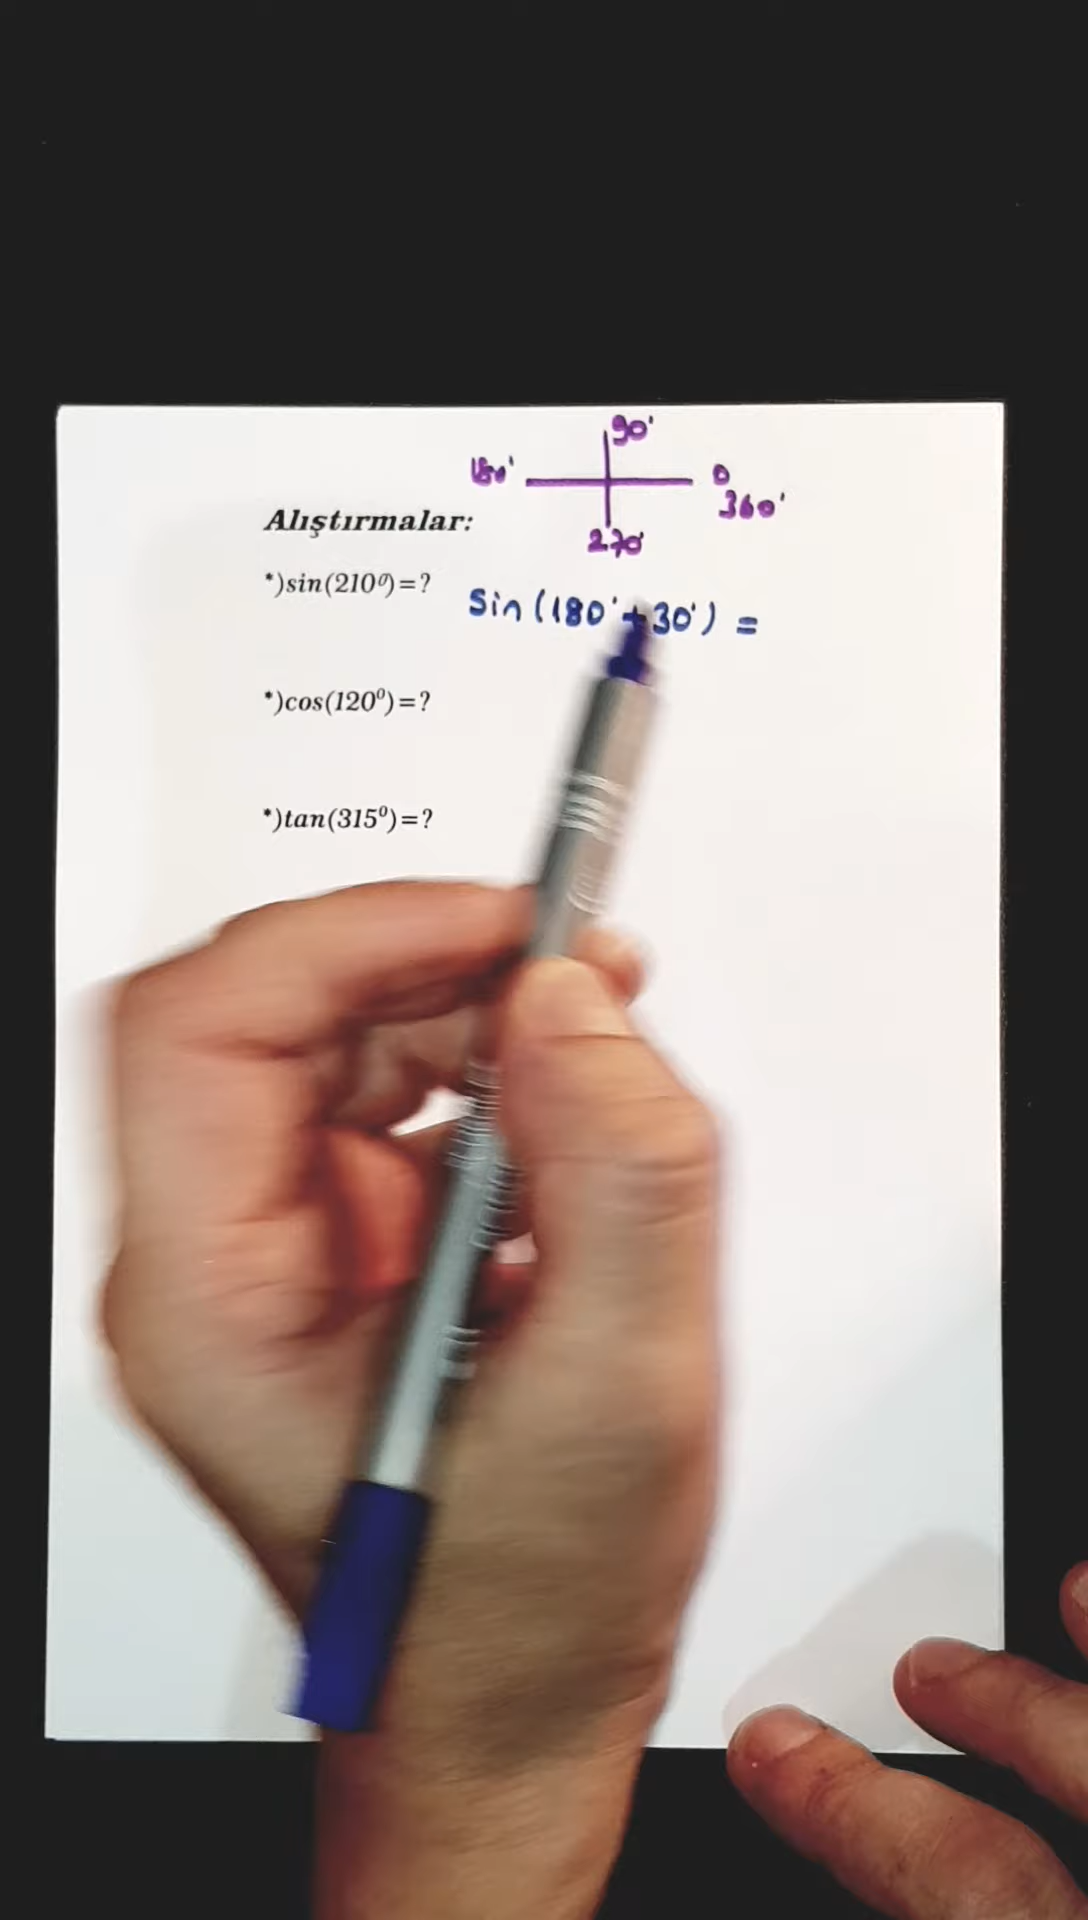 90°
180°
0
360°
270°
Alıştırmalar:
*)sin(210⁰)=?
Sin(180°+30°) =
*)cos(120⁰)=?
*)tan(315⁰)=?